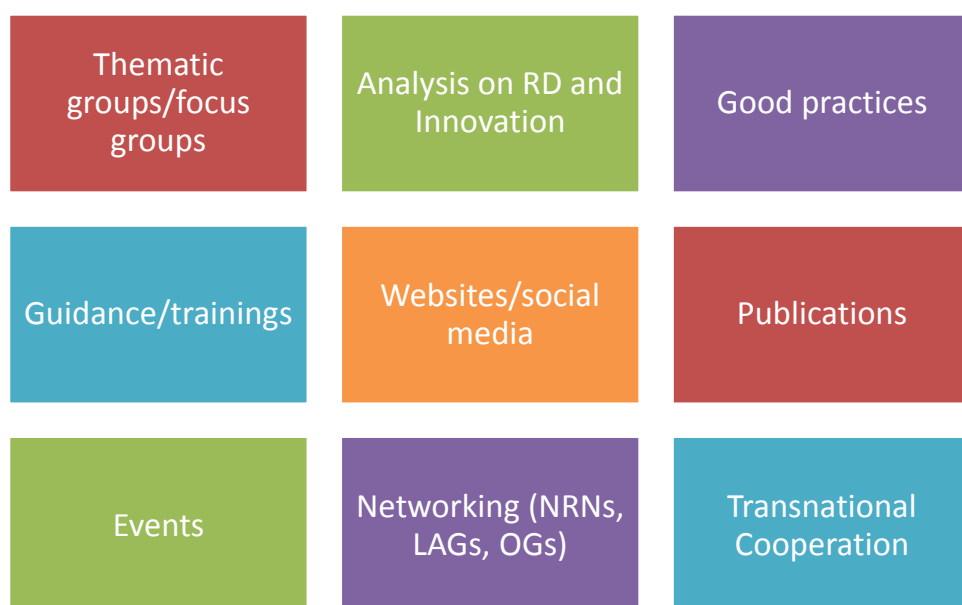 Thematic
groups/focus
groups
Analysis on RD and
Innovation
Good practices
Guidance/trainings
Websites/social
media
Publications
Events
Networking (NRNs,
LAGs, OGs)
Transnational
Cooperation